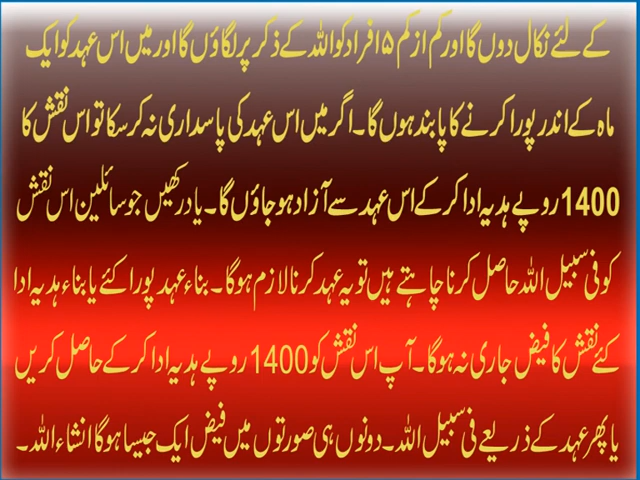 کے لئے نکال دوں گا اور کم از کم ۱۵ افراد کو اللہ کے ذکر پر لگاؤں گا اور میں اس عہد کو ایک
ماہ کے اندر پورا کرنے کا پابند ہوں گا۔ اگر میں اس عہد کی پاسداری نہ کر سکا تو اس نقش کا
1400 روپے ہدیہ ادا کر کے اس عہد سے آزاد ہو جاؤں گا۔ یاد رکھیں جو سائلین اس نقش
کو فی سبیل اللہ حاصل کرنا چاہتے ہیں تو یہ عہد کرنا لازم ہوگا۔ بناء عہد پورا کئے یا بناء ہدیہ ادا
کئے نقش کا فیض جاری نہ ہوگا۔ آپ اس نقش کو 1400 روپے ہدیہ ادا کر کے حاصل کریں
یا پھر عہد کے ذریعے فی سبیل اللہ۔ دونوں ہی صورتوں میں فیض ایک جیسا ہوگا انشاء اللہ۔